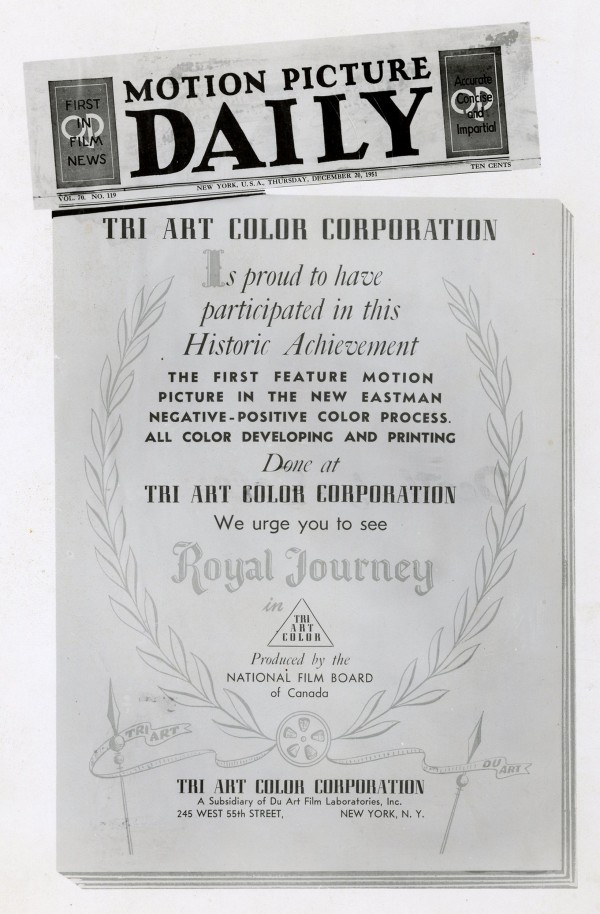 MOTION PICTURE
DAILY
FIRST
IN
FILM
NEWS
Accurate
Concise
and
Impartial
VOL. 70. NO. 119
NEW YORK, U.S.A., THURSDAY, DECEMBER 20, 1951
TEN CENTS
TRI ART COLOR CORPORATION
Is proud to have
participated in this
Historic Achievement
THE FIRST FEATURE MOTION
PICTURE IN THE NEW EASTMAN
NEGATIVE-POSITIVE COLOR PROCESS.
ALL COLOR DEVELOPING AND PRINTING
Done at
TRI ART COLOR CORPORATION
We urge you to see
Royal Journey
in
TRI
ART
COLOR
Produced by the
NATIONAL FILM BOARD
of Canada
TRI ART
DU ART
TRI ART COLOR CORPORATION
A Subsidiary of Du Art Film Laboratories, Inc.
245 WEST 55th STREET, NEW YORK, N. Y.